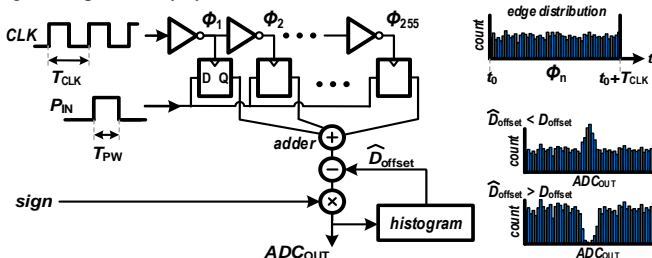 CLK
T_CLK
Φ1
Φ2
Φ255
D Q
P_IN
T_PW
adder
D̂_offset
sign
histogram
ADC_OUT
edge distribution
count
t0
Φn
t0+T_CLK
t
D̂_offset < D_offset
count
ADC_OUT
D̂_offset > D_offset
count
ADC_OUT